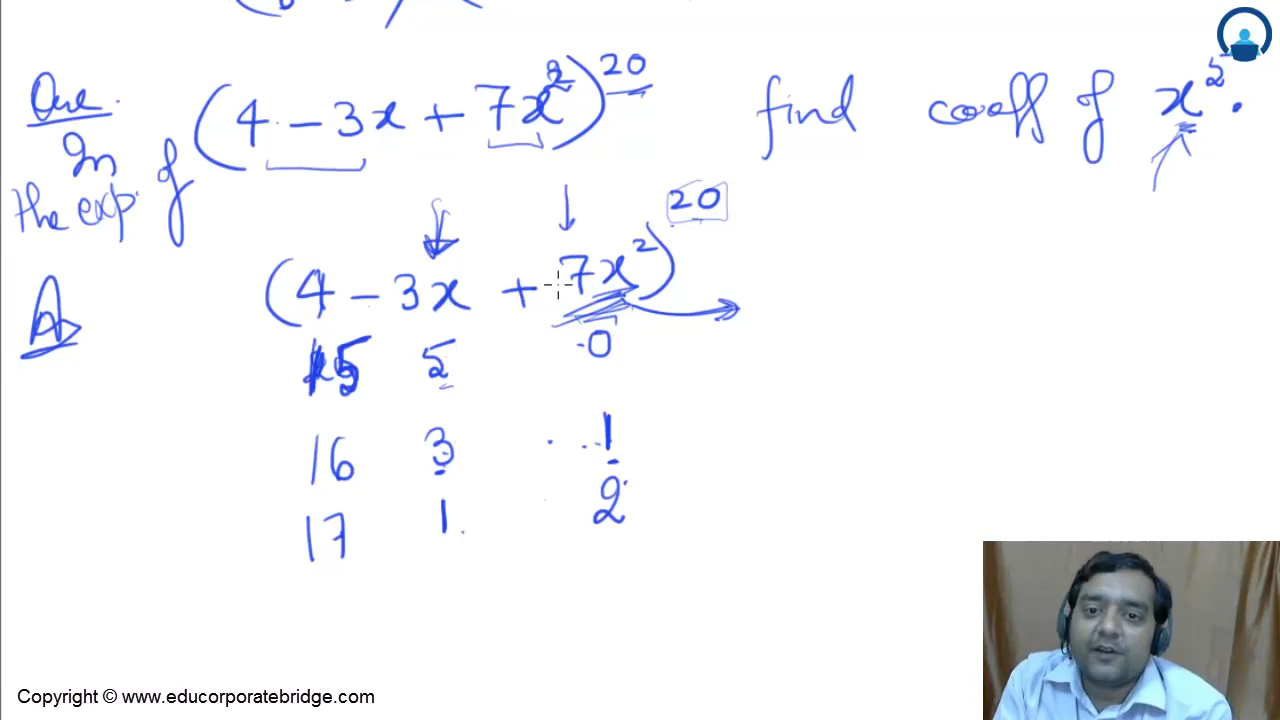 Que. (4 - 3x + 7x²)²⁰ find coeff of x⁵.
In
the exp. of
A (4 - 3x + 7x²)²⁰
15 5 0
16 3 1
17 1 2
Copyright © www.educorporatebridge.com